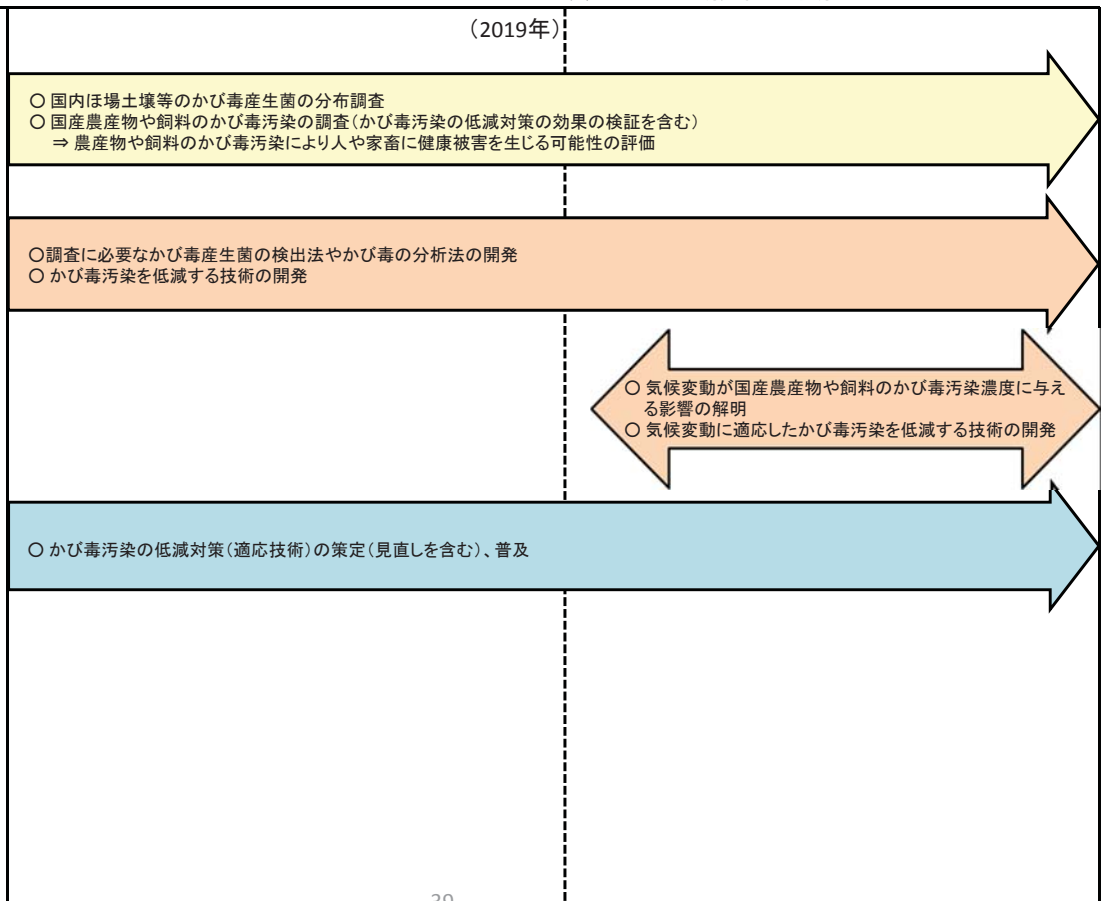 (2019年)
○ 国内ほ場土壌等のかび毒産生菌の分布調査
○ 国産農産物や飼料のかび毒汚染の調査（かび毒汚染の低減対策の効果の検証を含む）
⇒ 農産物や飼料のかび毒汚染により人や家畜に健康被害を生じる可能性の評価
○調査に必要なかび毒産生菌の検出法やかび毒の分析法の開発
○ かび毒汚染を低減する技術の開発
○ 気候変動が国産農産物や飼料のかび毒汚染濃度に与え
る影響の解明
○ 気候変動に適応したかび毒汚染を低減する技術の開発
○ かび毒汚染の低減対策（適応技術）の策定（見直しを含む）、普及